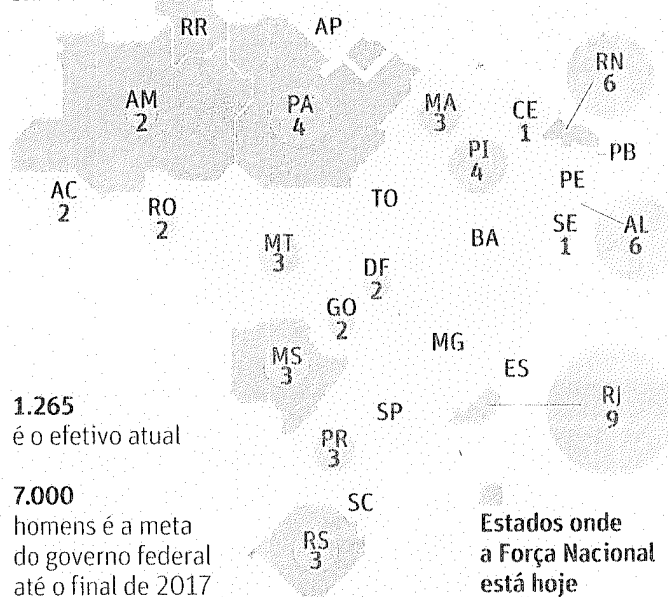 RR
AP
RN
6
AM
2
PA
4
MA
3
CE
1
PI
4
PB
PE
AC
2
RO
2
TO
SE
1
AL
6
MT
3
BA
DF
2
GO
2
MG
MS
3
ES
RJ
9
SP
PR
3
SC
RS
3
1.265
é o efetivo atual
7.000
homens é a meta
do governo federal
até o final de 2017
Estados onde
a Força Nacional
está hoje